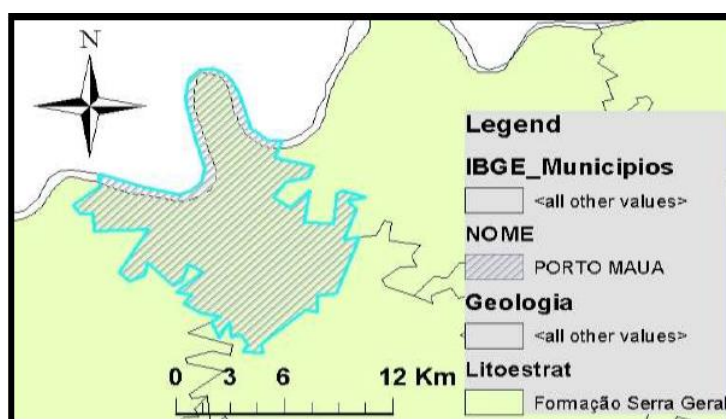 N
Legend
IBGE_Municipios
<all other values>
NOME
PORTO MAUA
Geologia
<all other values>
Litoestrat
Formação Serra Geral
0 3 6 12 Km